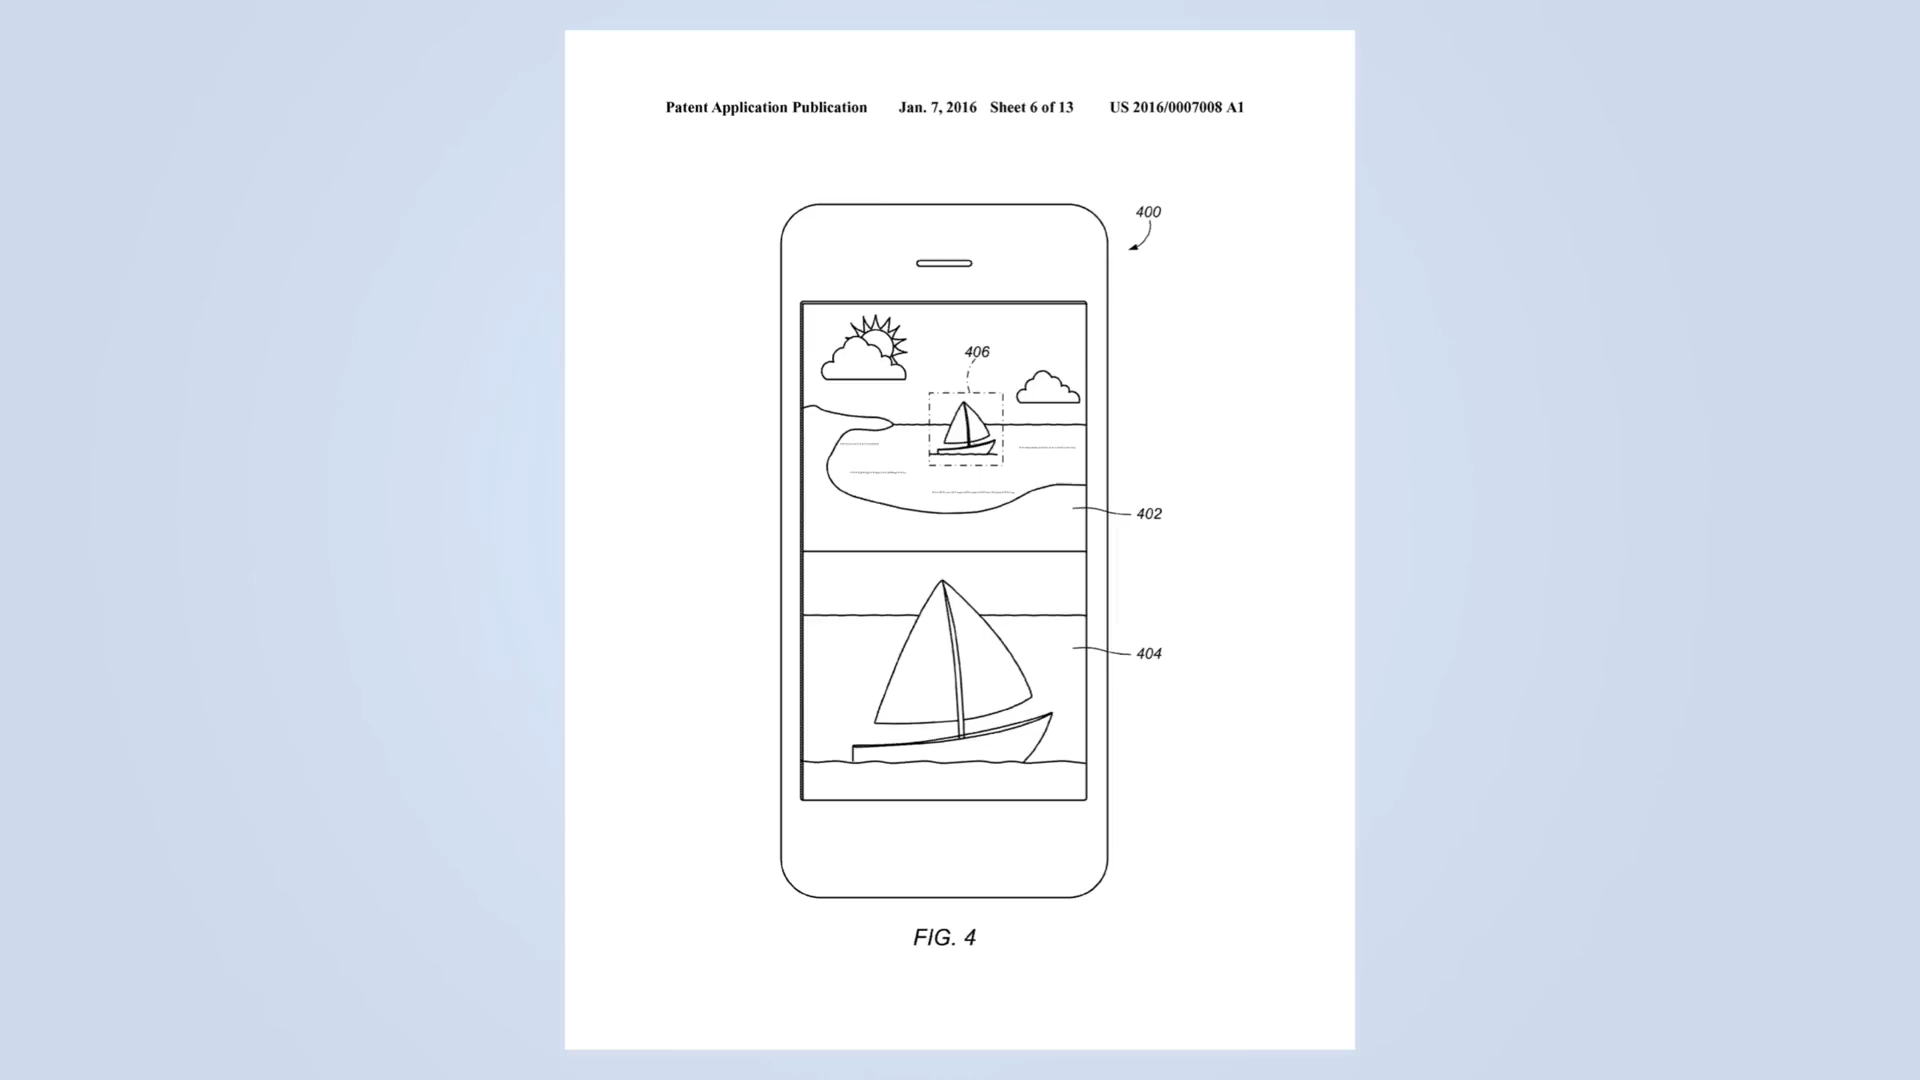 Patent Application Publication Jan. 7, 2016 Sheet 6 of 13 US 2016/0007008 A1
400
406
402
404
FIG. 4